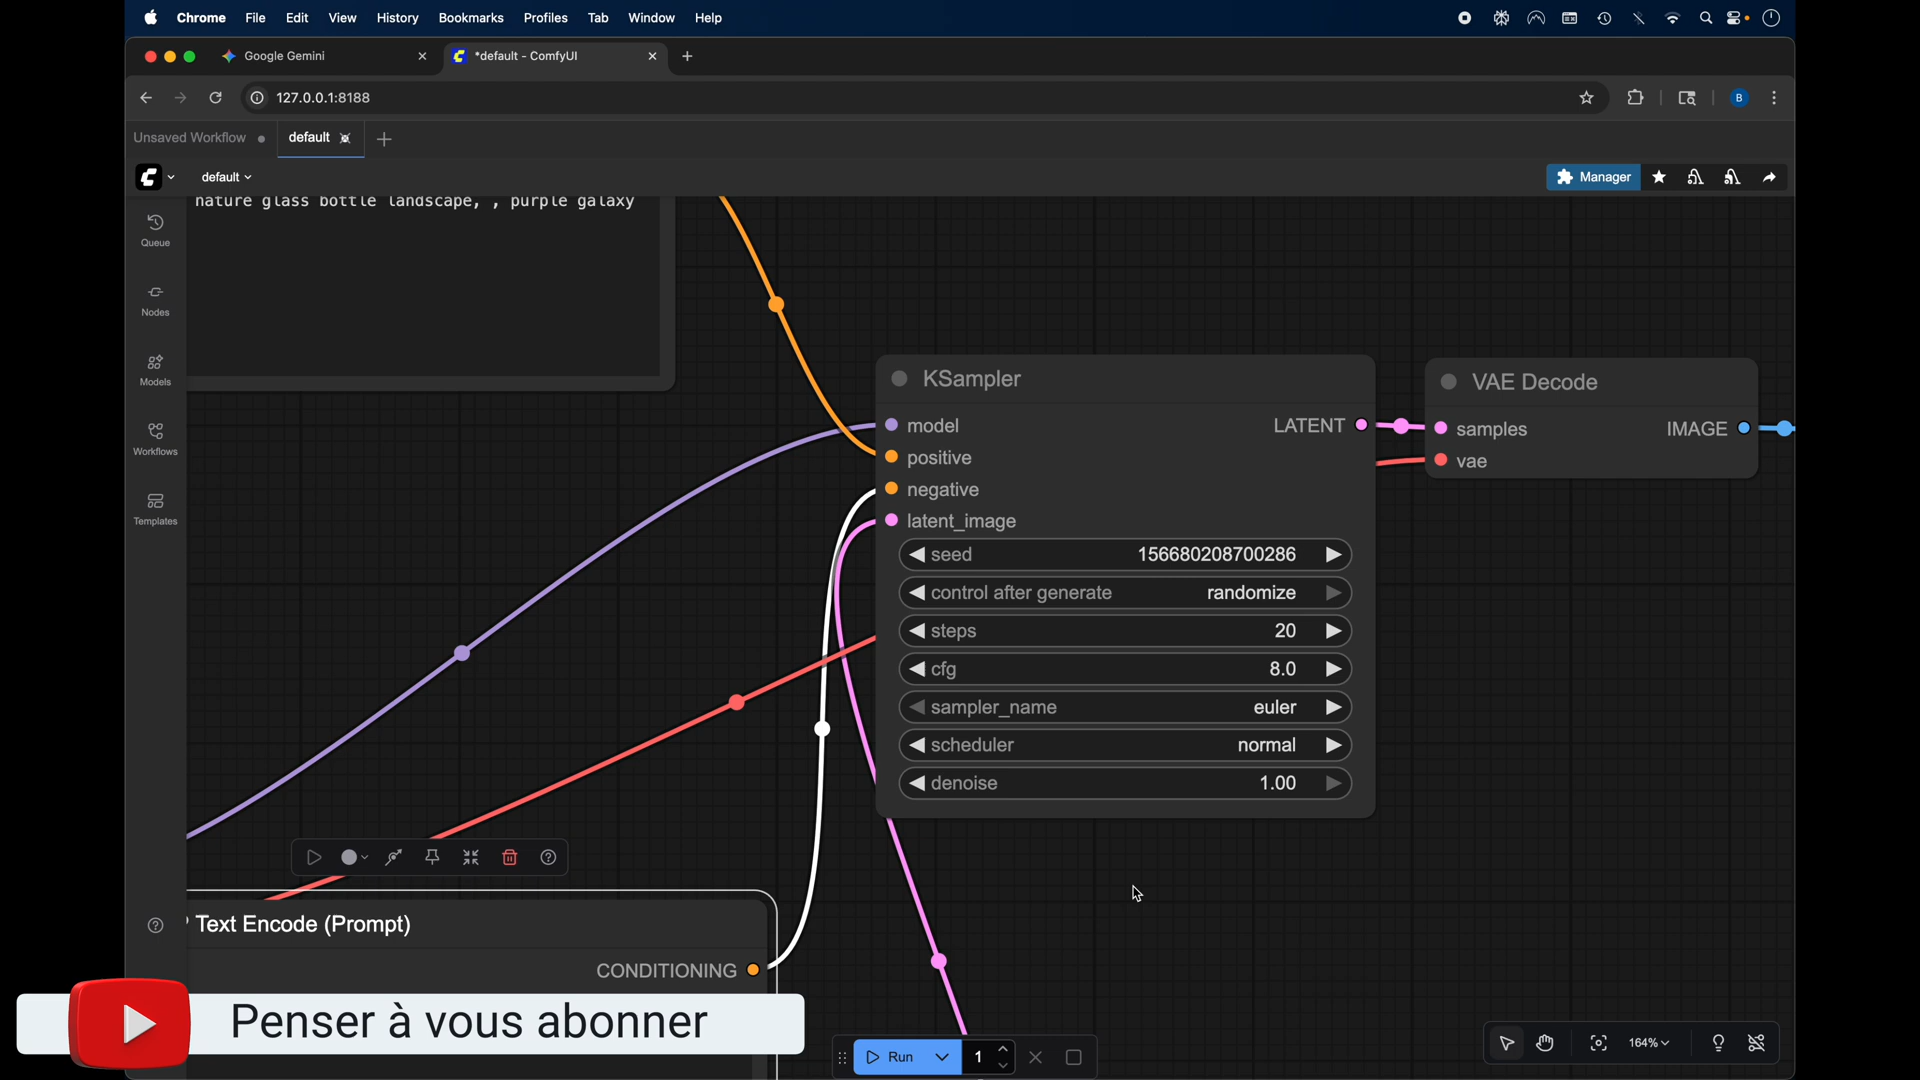 Chrome File Edit View History Bookmarks Profiles Tab Window Help
Google Gemini
*default - ComfyUI
127.0.0.1:8188
B
Unsaved Workflow
default
default
Manager
nature glass bottle landscape, , purple galaxy
Queue
Nodes
Models
Workflows
Templates
KSampler
model
LATENT
positive
negative
latent_image
seed 156680208700286
control after generate randomize
steps 20
cfg 8.0
sampler_name euler
scheduler normal
denoise 1.00
VAE Decode
samples
IMAGE
vae
Text Encode (Prompt)
CONDITIONING
Penser à vous abonner
Run
1
164%